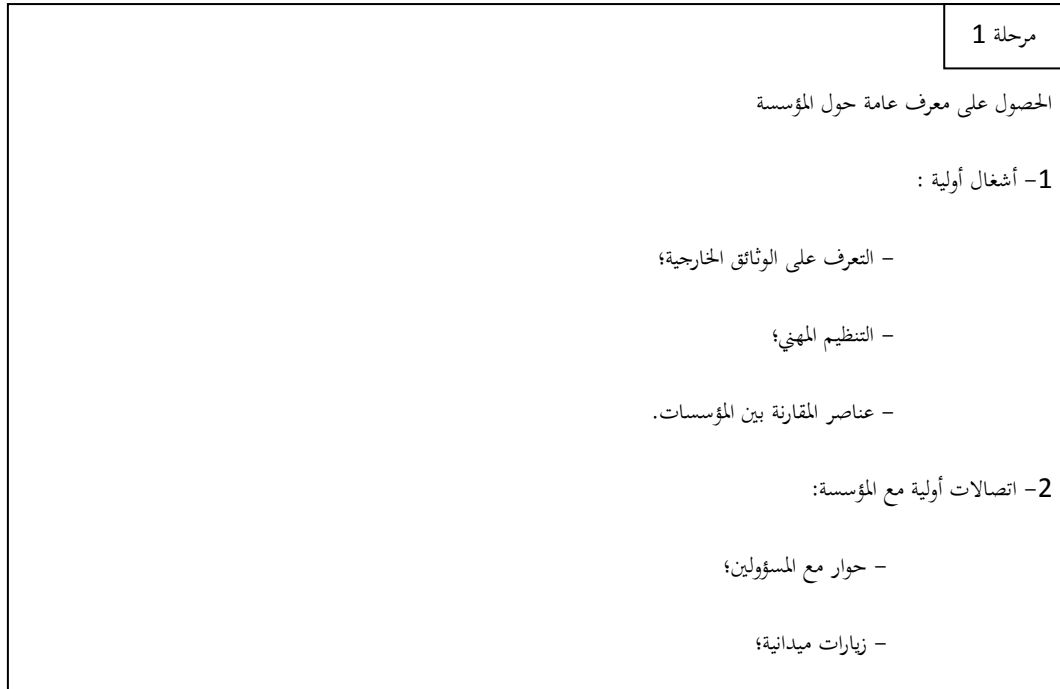 مرحلة 1
الحصول على معرف عامة حول المؤسسة
1- أشغال أولية :
- التعرف على الوثائق الخارجية؛
- التنظيم المهني؛
- عناصر المقارنة بين المؤسسات.
2- اتصالات أولية مع المؤسسة:
- حوار مع المسؤولين؛
- زيارات ميدانية؛